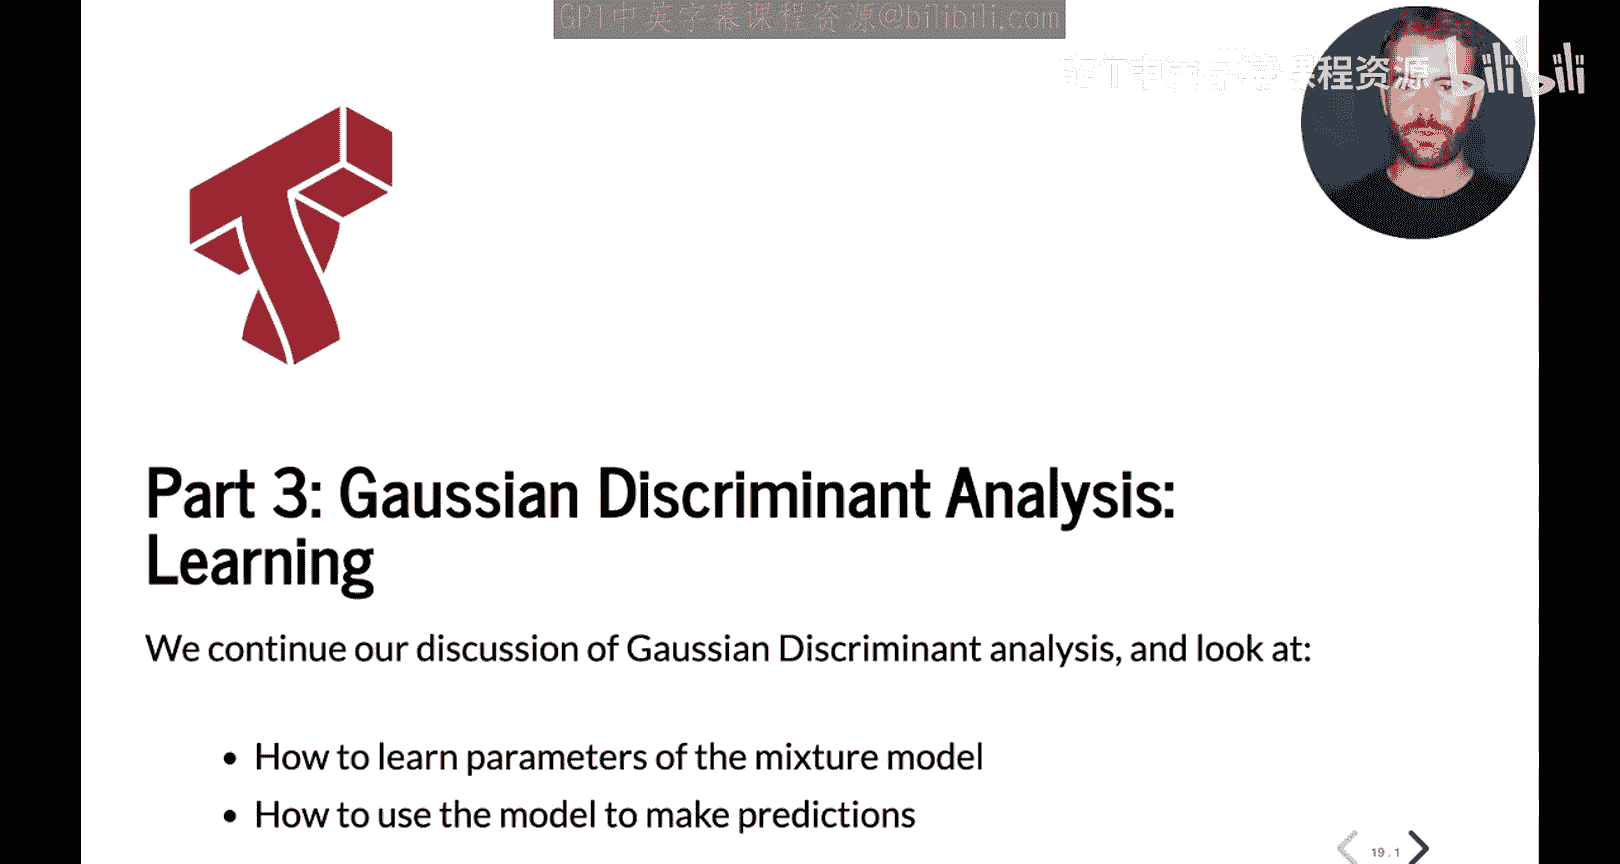 GPT中英字幕课程资源@bilibili.com
程资源 bilibili
Part 3: Gaussian Discriminant Analysis:
Learning
We continue our discussion of Gaussian Discriminant analysis, and look at:
• How to learn parameters of the mixture model
• How to use the model to make predictions
19.1